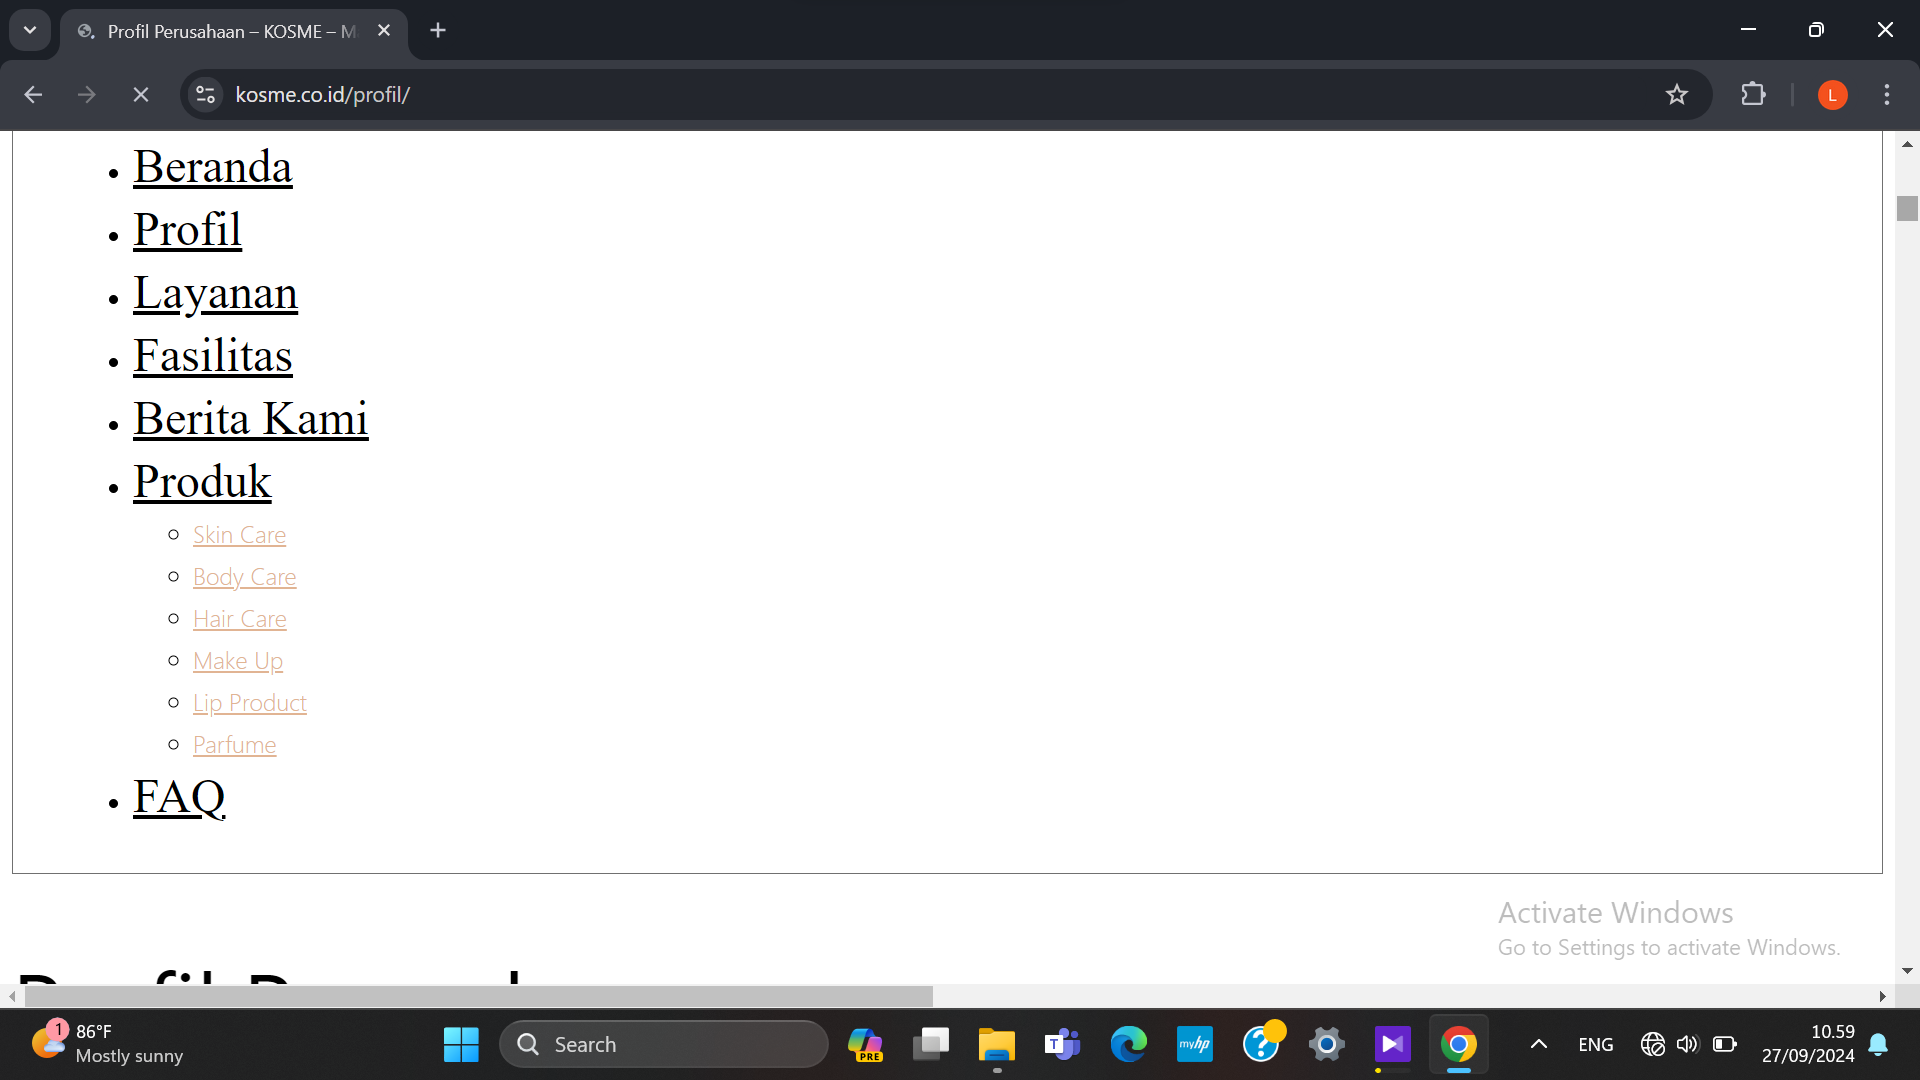 Profil Perusahaan – KOSME – M
kosme.co.id/profil/
L
Beranda
Profil
Layanan
Fasilitas
Berita Kami
Produk
Skin Care
Body Care
Hair Care
Make Up
Lip Product
Parfume
FAQ
Activate Windows
Go to Settings to activate Windows.
1
86°F
Mostly sunny
Search
PRE
T
myhp
?
ENG
10.59
27/09/2024